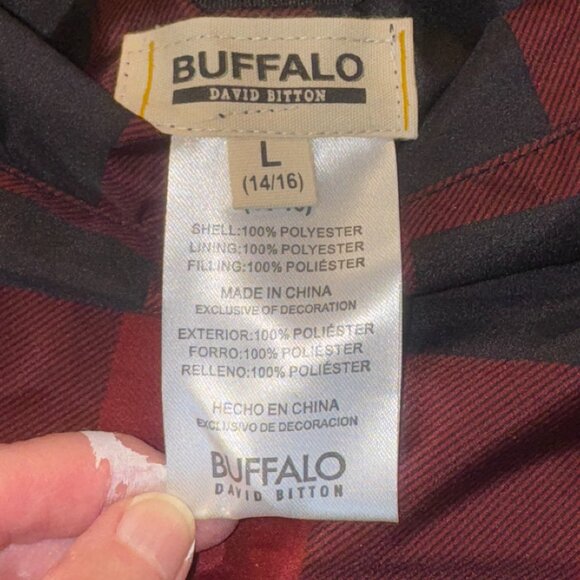 BUFFALO
DAVID BITTON
L
(14/16)
SHELL:100% POLYESTER
LINING:100% POLYESTER
FILLING:100% POLIÉSTER
MADE IN CHINA
EXCLUSIVE OF DECORATION
EXTERIOR:100% POLIÉSTER
FORRO:100% POLIÉSTER
RELLENO:100% POLIÉSTER
HECHO EN CHINA
EXCLUSIVO DE DECORACION
BUFFALO
DAVID BITTON